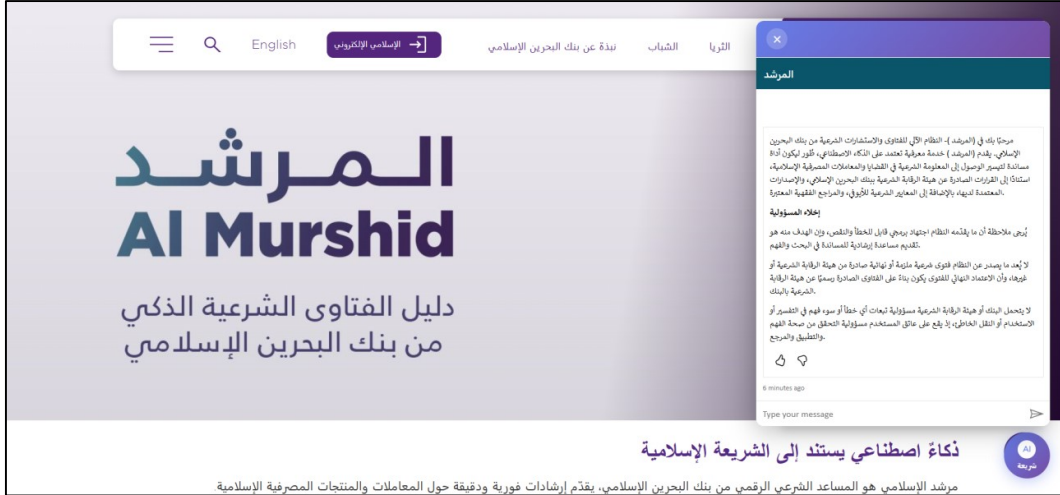 الثريا
الشباب
نبذة عن بنك البحرين الإسلامي
الإسلامي الإلكتروني
English
المرشد
Al Murshid
دليل الفتاوى الشرعية الذكي
من بنك البحرين الإسلامي
المرشد
مرحبًا بك في (المرشد )- النظام الآلي للفتاوى والاستشارات الشرعية من بنك البحرين
الإسلامي. يقدم (المرشد ) خدمة معرفية تعتمد على الذكاء الاصطناعي، طُور ليكون أداة
مساندة لتيسير الوصول إلى المعلومة الشرعية في القضايا والمعاملات المصرفية الإسلامية،
استنادًا إلى القرارات الصادرة عن هيئة الرقابة الشرعية ببنك البحرين الإسلامي، والإصدارات
المعتمدة لديها، بالإضافة إلى المعايير الشرعية للأيوفي، والمراجع الفقهية المعتبرة.
إخلاء المسؤولية
يُرجى ملاحظة أن ما يقدّمه النظام اجتهاد برمجي قابل للخطأ والنقص، وإن الهدف منه هو
تقديم مساعدة إرشادية للمساندة في البحث والفهم.
لا يُعد ما يصدر عن النظام فتوى شرعية ملزمة أو نهائية صادرة من هيئة الرقابة الشرعية أو
غيرها، وأن الاعتماد النهائي للفتوى يكون بناءً على الفتاوى الصادرة رسميًا عن هيئة الرقابة
الشرعية بالبنك.
لا يتحمل البنك أو هيئة الرقابة الشرعية مسؤولية تبعات أي خطأ أو سوء فهم في التفسير أو
الاستخدام أو النقل الخاطئ، إذ يقع على عاتق المستخدم مسؤولية التحقق من صحة الفهم
والتطبيق والمرجع.
6 minutes ago
Type your message
AI
شريعة
ذكاءٌ اصطناعي يستند إلى الشريعة الإسلامية
مرشد الإسلامي هو المساعد الشرعي الرقمي من بنك البحرين الإسلامي، يقدّم إرشادات فورية ودقيقة حول المعاملات والمنتجات المصرفية الإسلامية.